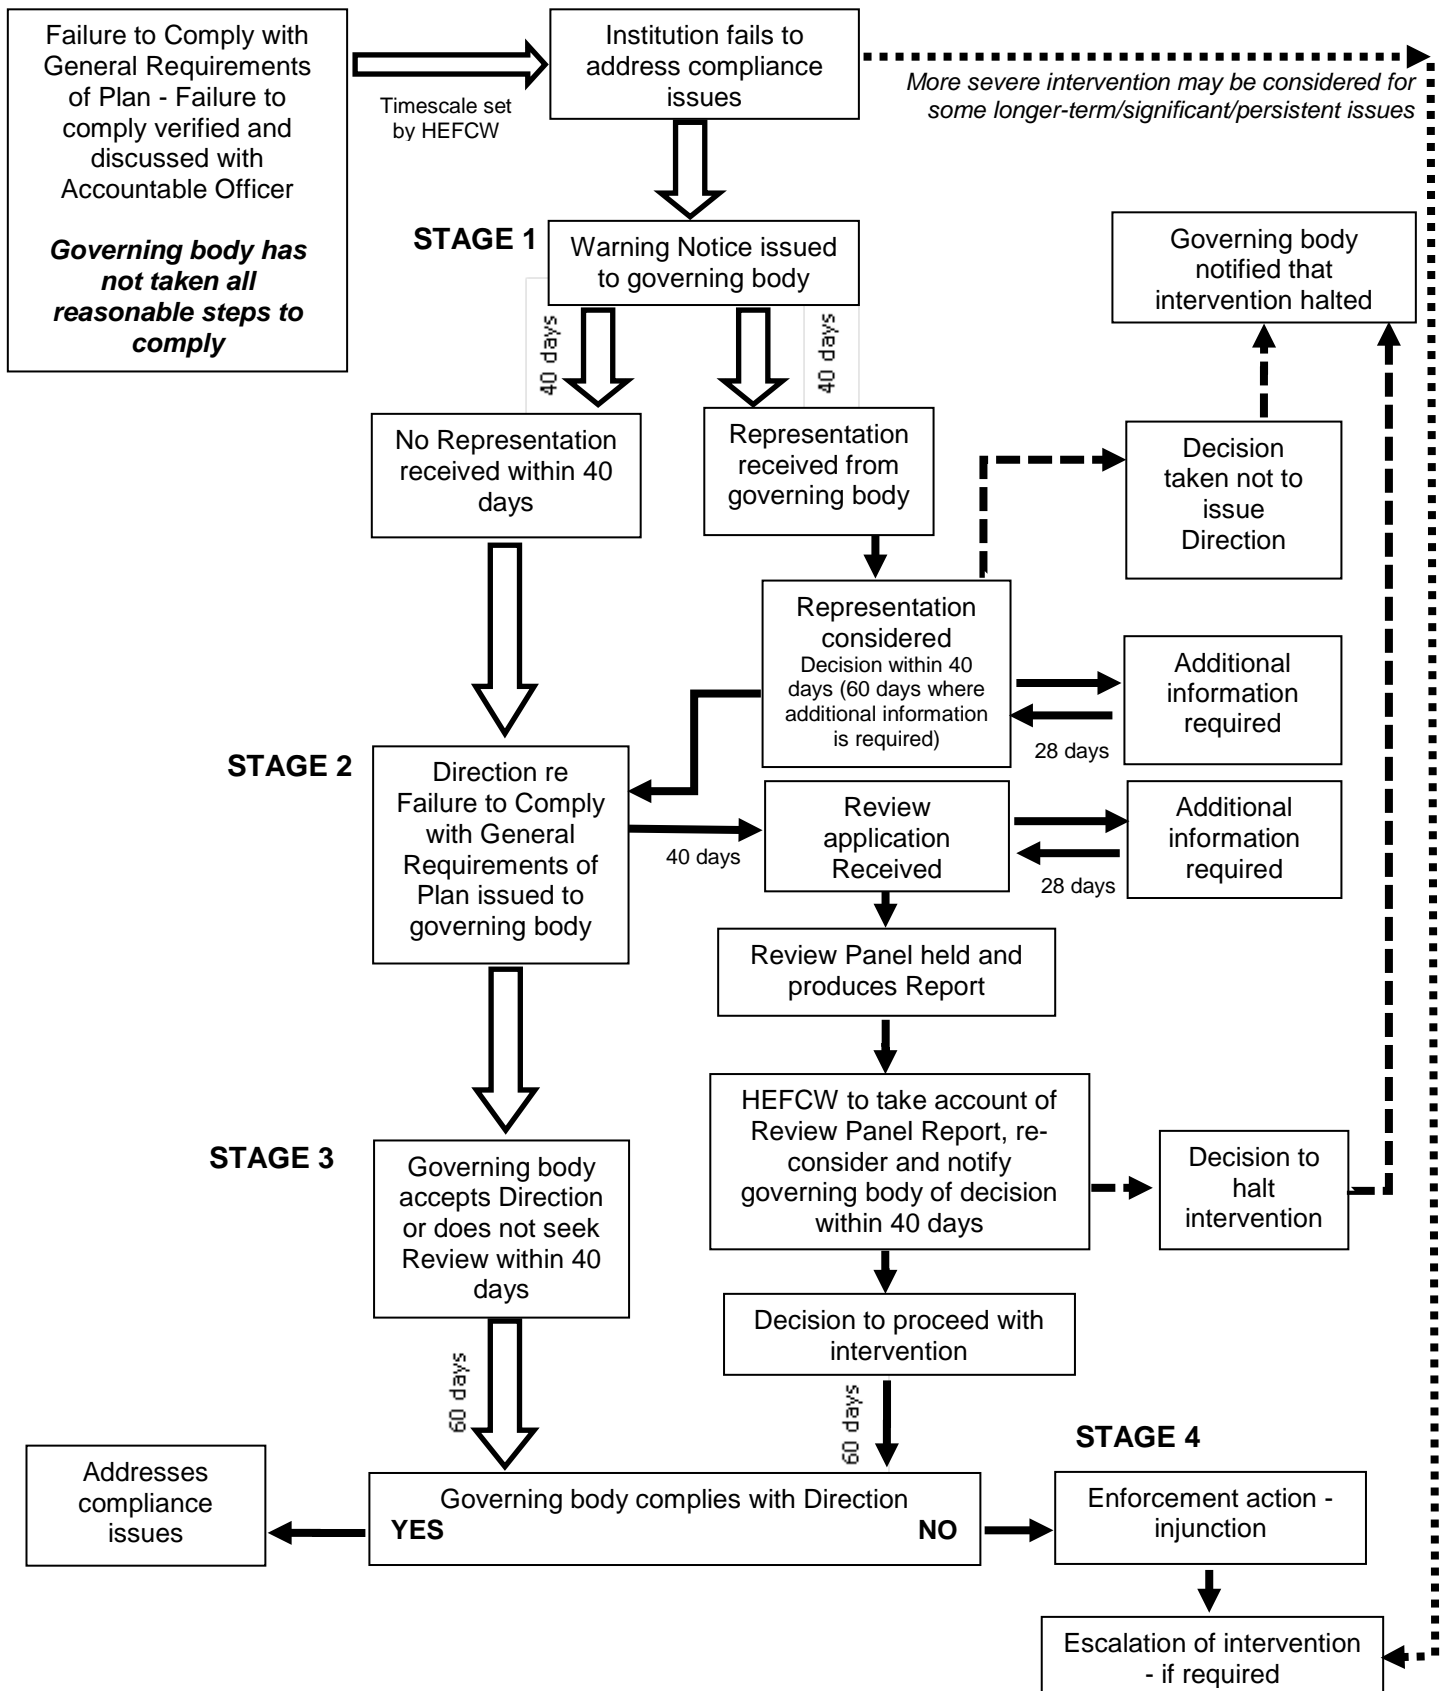 Failure to Comply with
General Requirements
of Plan - Failure to
comply verified and
discussed with
Accountable Officer
Governing body has
not taken all
reasonable steps to
comply
Timescale set
by HEFCW
Institution fails to
address compliance
issues
More severe intervention may be considered for
some longer-term/significant/persistent issues
STAGE 1
Warning Notice issued
to governing body
40 days
40 days
Governing body
notified that
intervention halted
No Representation
received within 40
days
Representation
received from
governing body
Decision
taken not to
issue
Direction
Representation
considered
Decision within 40
days (60 days where
additional information
is required)
Additional
information
required
28 days
STAGE 2
Direction re
Failure to Comply
with General
Requirements of
Plan issued to
governing body
40 days
Review
application
Received
Additional
information
required
28 days
Review Panel held and
produces Report
STAGE 3
Governing body
accepts Direction
or does not seek
Review within 40
days
HEFCW to take account of
Review Panel Report, re-
consider and notify
governing body of decision
within 40 days
Decision to
halt
intervention
Decision to proceed with
intervention
60 days
60 days
STAGE 4
Addresses
compliance
issues
Governing body complies with Direction
YES NO
Enforcement action -
injunction
Escalation of intervention
- if required